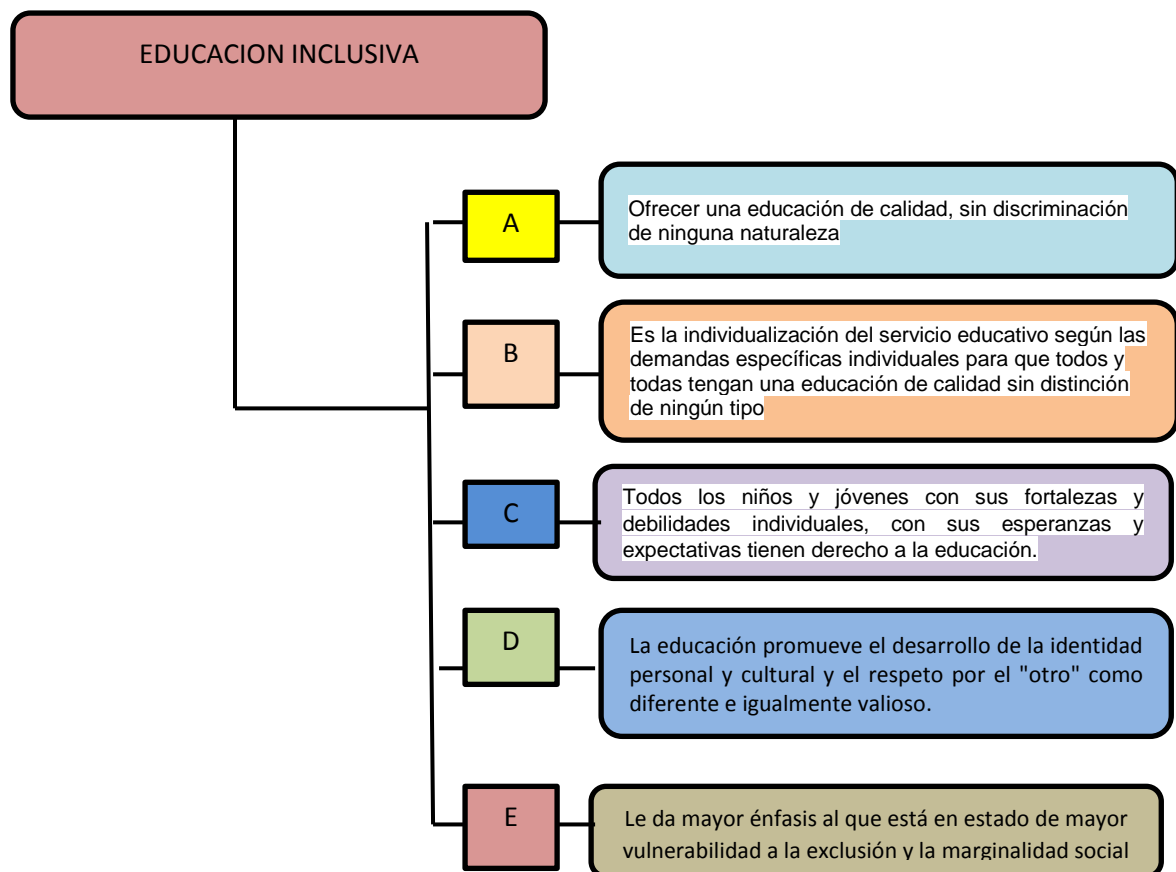 EDUCACION INCLUSIVA
A
Ofrecer una educación de calidad, sin discriminación
de ninguna naturaleza
B
Es la individualización del servicio educativo según las
demandas específicas individuales para que todos y
todas tengan una educación de calidad sin distinción
de ningún tipo
C
Todos los niños y jóvenes con sus fortalezas y
debilidades individuales, con sus esperanzas y
expectativas tienen derecho a la educación.
D
La educación promueve el desarrollo de la identidad
personal y cultural y el respeto por el "otro" como
diferente e igualmente valioso.
E
Le da mayor énfasis al que está en estado de mayor
vulnerabilidad a la exclusión y la marginalidad social